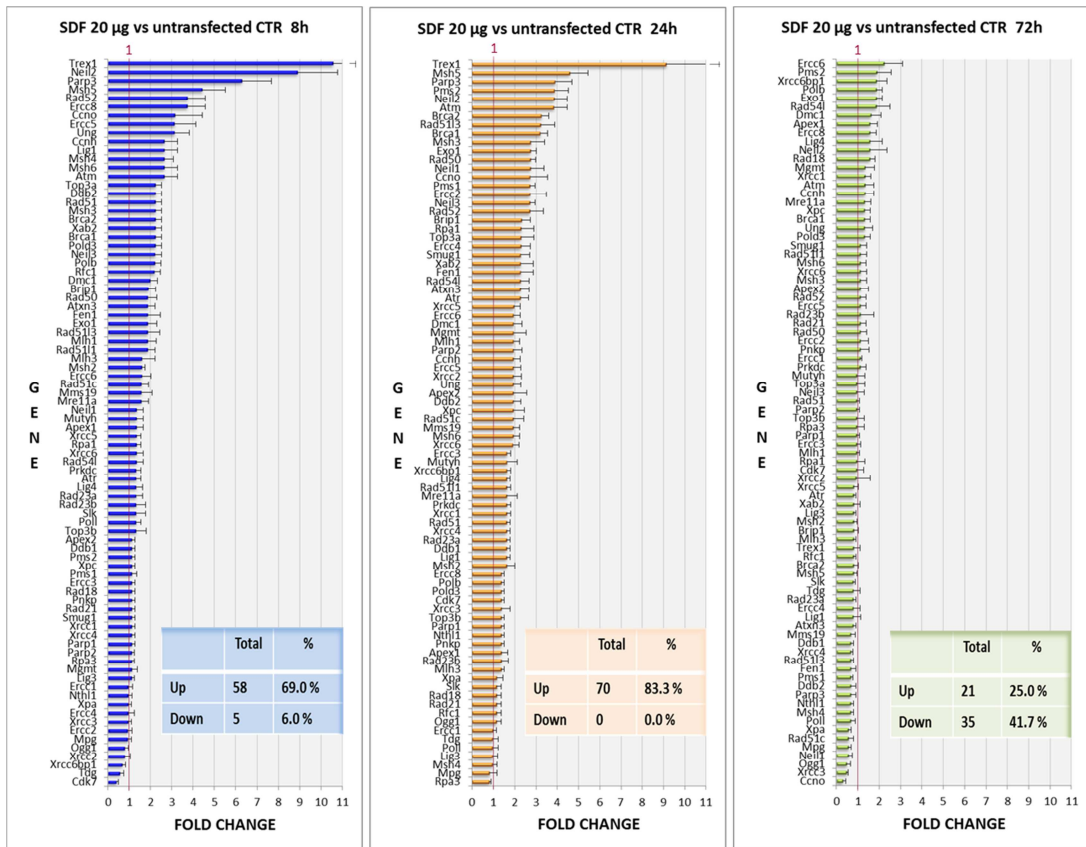 SDF 20 µg vs untransfected CTR 8h
1
Trex1
Neil2
Parp3
Msh5
Rad52
Ercc8
Ccno
Ercc5
Ung
Ccnh
Lig1
Msh4
Msh6
Atm
Top3a
Ddb2
Rad51
Msh3
Brca2
Xab2
Brca1
Pold3
Neil3
Polb
Rfc1
Dmc1
Brip1
Rad50
Atxn3
Fen1
Exo1
Rad51l3
Mlh1
Rad51l1
Mlh3
Msh2
Ercc6
Rad51c
Mms19
Mre11a
Neil1
Mutyh
Apex1
Xrcc5
Rpa1
Xrcc6
Rad54l
Prkdc
Atr
Lig4
Rad23a
Rad23b
Slk
Poll
Top3b
Apex2
Ddb1
Pms2
Xpc
Pms1
Ercc3
Rad18
Pnkp
Rad21
Smug1
Xrcc1
Xrcc4
Parp1
Parp2
Rpa3
Mgmt
Lig3
Ercc1
Nthl1
Xpa
Ercc4
Xrcc3
Ercc2
Mpg
Ogg1
Xrcc2
Xrcc6bp1
Tdg
Cdk7
G
E
N
E
Total %
Up 58 69.0 %
Down 5 6.0 %
0 1 2 3 4 5 6 7 8 9 10 11
FOLD CHANGE
SDF 20 µg vs untransfected CTR 24h
1
Trex1
Msh5
Parp3
Pms2
Neil2
Atm
Brca2
Rad51l3
Brca1
Msh3
Exo1
Rad50
Neil1
Ccno
Pms1
Ercc2
Neil3
Rad52
Brip1
Rpa1
Top3a
Ercc4
Smug1
Xab2
Fen1
Rad54l
Atxn3
Atr
Xrcc5
Ercc6
Dmc1
Mgmt
Mlh1
Parp2
Ccnh
Ercc5
Xrcc2
Ung
Apex2
Ddb2
Xpc
Rad51c
Mms19
Msh6
Xrcc6
Ercc3
Mutyh
Xrcc6bp1
Lig4
Rad51l1
Mre11a
Prkdc
Xrcc1
Rad51
Xrcc4
Rad23a
Ddb1
Lig1
Msh2
Ercc8
Polb
Pold3
Cdk7
Xrcc3
Top3b
Parp1
Nthl1
Pnkp
Apex1
Rad23b
Mlh3
Xpa
Slk
Rad18
Rad21
Rfc1
Ogg1
Ercc1
Tdg
Poll
Lig3
Msh4
Mpg
Rpa3
G
E
N
E
Total %
Up 70 83.3 %
Down 0 0.0 %
0 1 2 3 4 5 6 7 8 9 10 11
FOLD CHANGE
SDF 20 µg vs untransfected CTR 72h
1
Ercc6
Pms2
Xrcc6bp1
Polb
Exo1
Rad54l
Dmc1
Apex1
Ercc8
Lig4
Neil2
Rad18
Mgmt
Xrcc1
Atm
Ccnh
Mre11a
Xpc
Brca1
Ung
Pold3
Smug1
Rad51l1
Msh6
Xrcc6
Msh3
Apex2
Rad52
Ercc5
Rad23b
Rad21
Rad50
Ercc2
Pnkp
Ercc1
Prkdc
Mutyh
Top3a
Neil3
Rad51
Parp2
Top3b
Rpa3
Parp1
Ercc3
Mlh1
Rpa1
Cdk7
Xrcc2
Xrcc5
Atr
Xab2
Lig3
Msh2
Brip1
Mlh3
Trex1
Rfc1
Brca2
Msh5
Slk
Tdg
Rad23a
Ercc4
Lig1
Atxn3
Mms19
Ddb1
Xrcc4
Rad51l3
Fen1
Pms1
Ddb2
Parp3
Nthl1
Msh4
Poll
Xpa
Rad51c
Mpg
Neil1
Ogg1
Xrcc3
Ccno
G
E
N
E
Total %
Up 21 25.0 %
Down 35 41.7 %
0 1 2 3 4 5 6 7 8 9 10 11
FOLD CHANGE